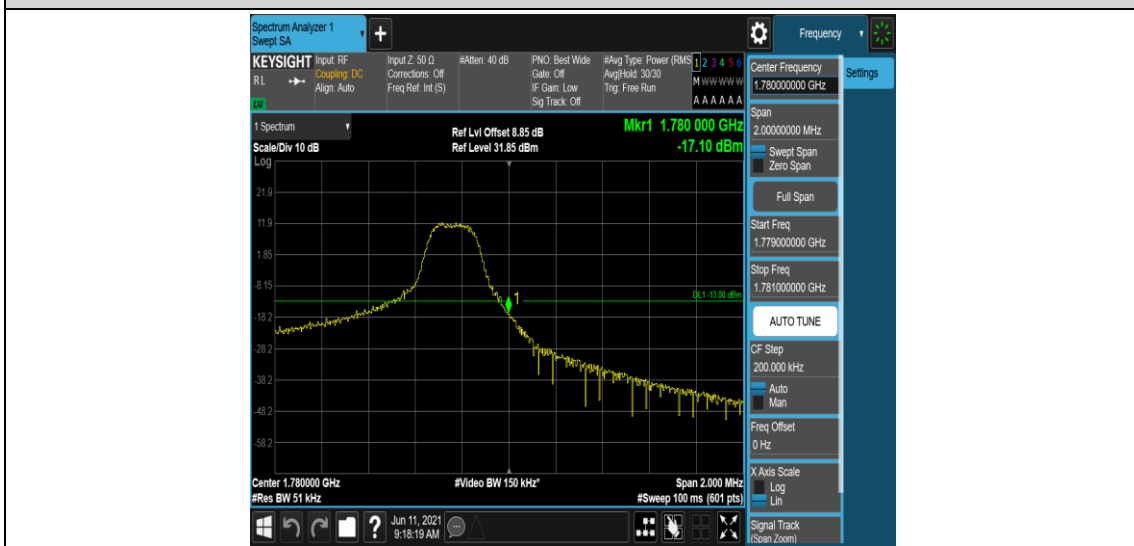 Spectrum Analyzer 1
Swept SA
+
Frequency
KEYSIGHT
RL
LXI
Input: RF
Coupling: DC
Align: Auto
Input Z: 50 Ω
Corrections: Off
Freq Ref: Int (S)
#Atten: 40 dB
PNO: Best Wide
Gate: Off
IF Gain: Low
Sig Track: Off
#Avg Type: Power (RMS
Avg|Hold: 30/30
Trig: Free Run
1 2 3 4 5 6
M W W W W W
A A A A A A
1 Spectrum
Scale/Div 10 dB
Log
Ref Lvl Offset 8.85 dB
Ref Level 31.85 dBm
Mkr1 1.780 000 GHz
-17.10 dBm
21.9
11.9
1.85
-8.15
-18.2
-28.2
-38.2
-48.2
-58.2
1
DL1 -13.00 dBm
Center 1.780000 GHz
#Res BW 51 kHz
#Video BW 150 kHz*
Span 2.000 MHz
#Sweep 100 ms (601 pts)
?
Jun 11, 2021
9:18:19 AM
Center Frequency
1.780000000 GHz
Settings
Span
2.00000000 MHz
Swept Span
Zero Span
Full Span
Start Freq
1.779000000 GHz
Stop Freq
1.781000000 GHz
AUTO TUNE
CF Step
200.000 kHz
Auto
Man
Freq Offset
0 Hz
X Axis Scale
Log
Lin
Signal Track
(Span Zoom)